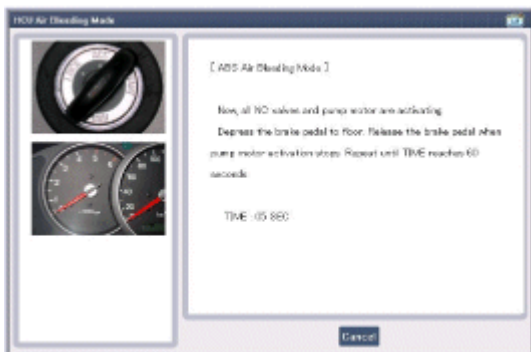 HCU Air Bleeding Mode
[ ABS Air Bleeding Mode ]
Now, all NO valves and pump motor are activating.
Depress the brake pedal to floor. Release the brake pedal when
pump motor activation stops. Repeat until TIME reaches 60
seconds.
TIME : 05 SEC
Cancel